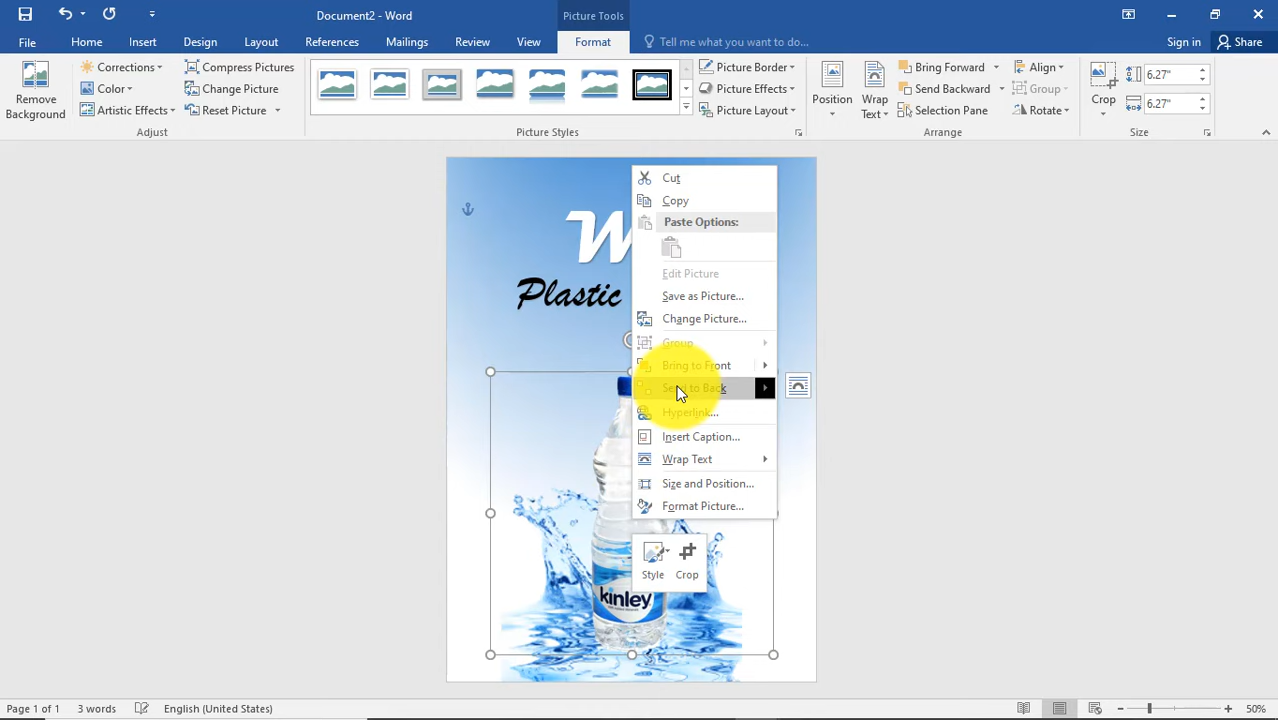 Document2 - Word
Picture Tools
File
Home
Insert
Design
Layout
References
Mailings
Review
View
Format
Tell me what you want to do...
Sign in
Share
Remove Background
Corrections
Color
Artistic Effects
Compress Pictures
Change Picture
Reset Picture
Adjust
Picture Styles
Picture Border
Picture Effects
Picture Layout
Position
Wrap Text
Bring Forward
Send Backward
Selection Pane
Align
Group
Rotate
Arrange
Crop
6.27"
6.27"
Size
W
Plastic
Cut
Copy
Paste Options:
Edit Picture
Save as Picture...
Change Picture...
Group
Bring to Front
Send to Back
Hyperlink...
Insert Caption...
Wrap Text
Size and Position...
Format Picture...
Style
Crop
kinley
Page 1 of 1
3 words
English (United States)
50%